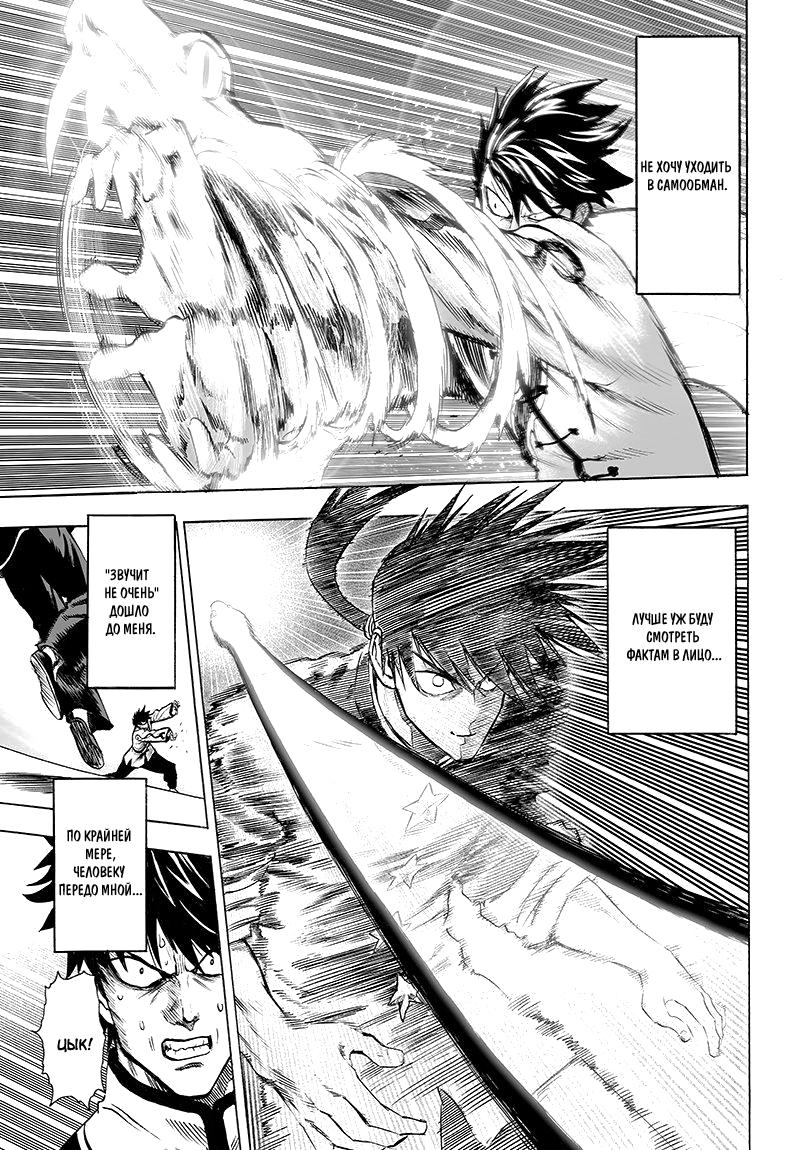 НЕ ХОЧУ УХОДИТЬ
В САМООБМАН.
ЛУЧШЕ УЖ БУДУ
СМОТРЕТЬ
ФАКТАМ В ЛИЦО...
"ЗВУЧИТ
НЕ ОЧЕНЬ"
ДОШЛО
ДО МЕНЯ.
ПО КРАЙНЕЙ
МЕРЕ,
ЧЕЛОВЕКУ
ПЕРЕДО МНОЙ...
ЦЫК!